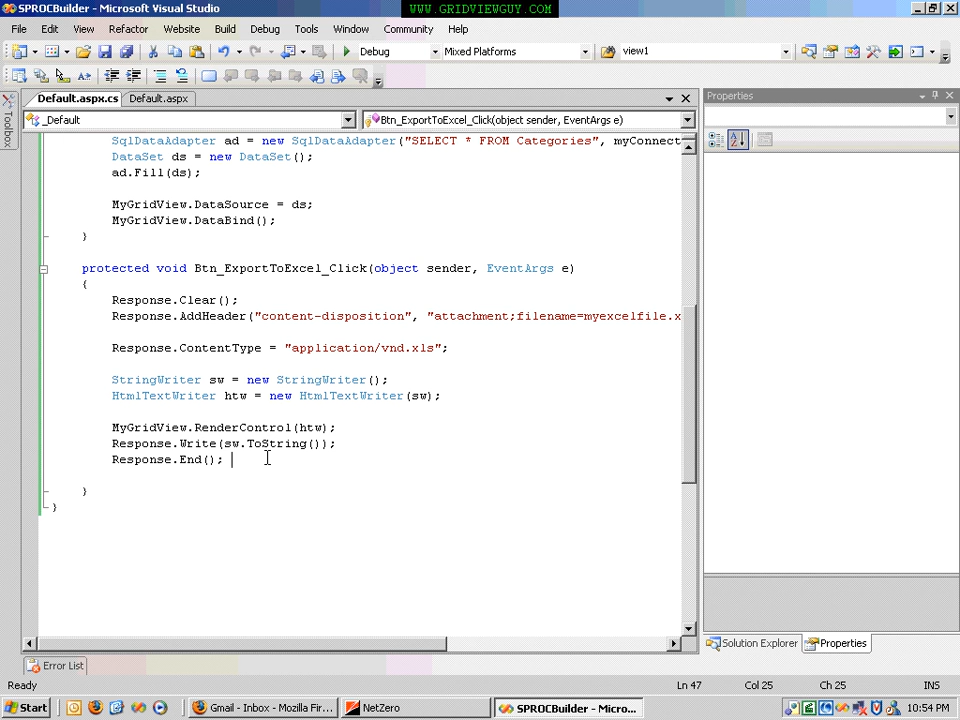 SPROCBuilder - Microsoft Visual Studio
WWW.GRIDVIEWGUY.COM
File Edit View Refactor Website Build Debug Tools Window Community Help
Debug Mixed Platforms view1
Default.aspx.cs Default.aspx
Properties
_Default
Btn_ExportToExcel_Click(object sender, EventArgs e)
Toolbox
SqlDataAdapter ad = new SqlDataAdapter("SELECT * FROM Categories", myConnect
DataSet ds = new DataSet();
ad.Fill(ds);
MyGridView.DataSource = ds;
MyGridView.DataBind();
}
protected void Btn_ExportToExcel_Click(object sender, EventArgs e)
{
Response.Clear();
Response.AddHeader("content-disposition", "attachment;filename=myexcelfile.x
Response.ContentType = "application/vnd.xls";
StringWriter sw = new StringWriter();
HtmlTextWriter htw = new HtmlTextWriter(sw);
MyGridView.RenderControl(htw);
Response.Write(sw.ToString());
Response.End();
}
}
Solution Explorer Properties
Error List
Ready Ln 47 Col 25 Ch 25 INS
Start Gmail - Inbox - Mozilla Fir... NetZero SPROCBuilder - Micro... 10:54 PM